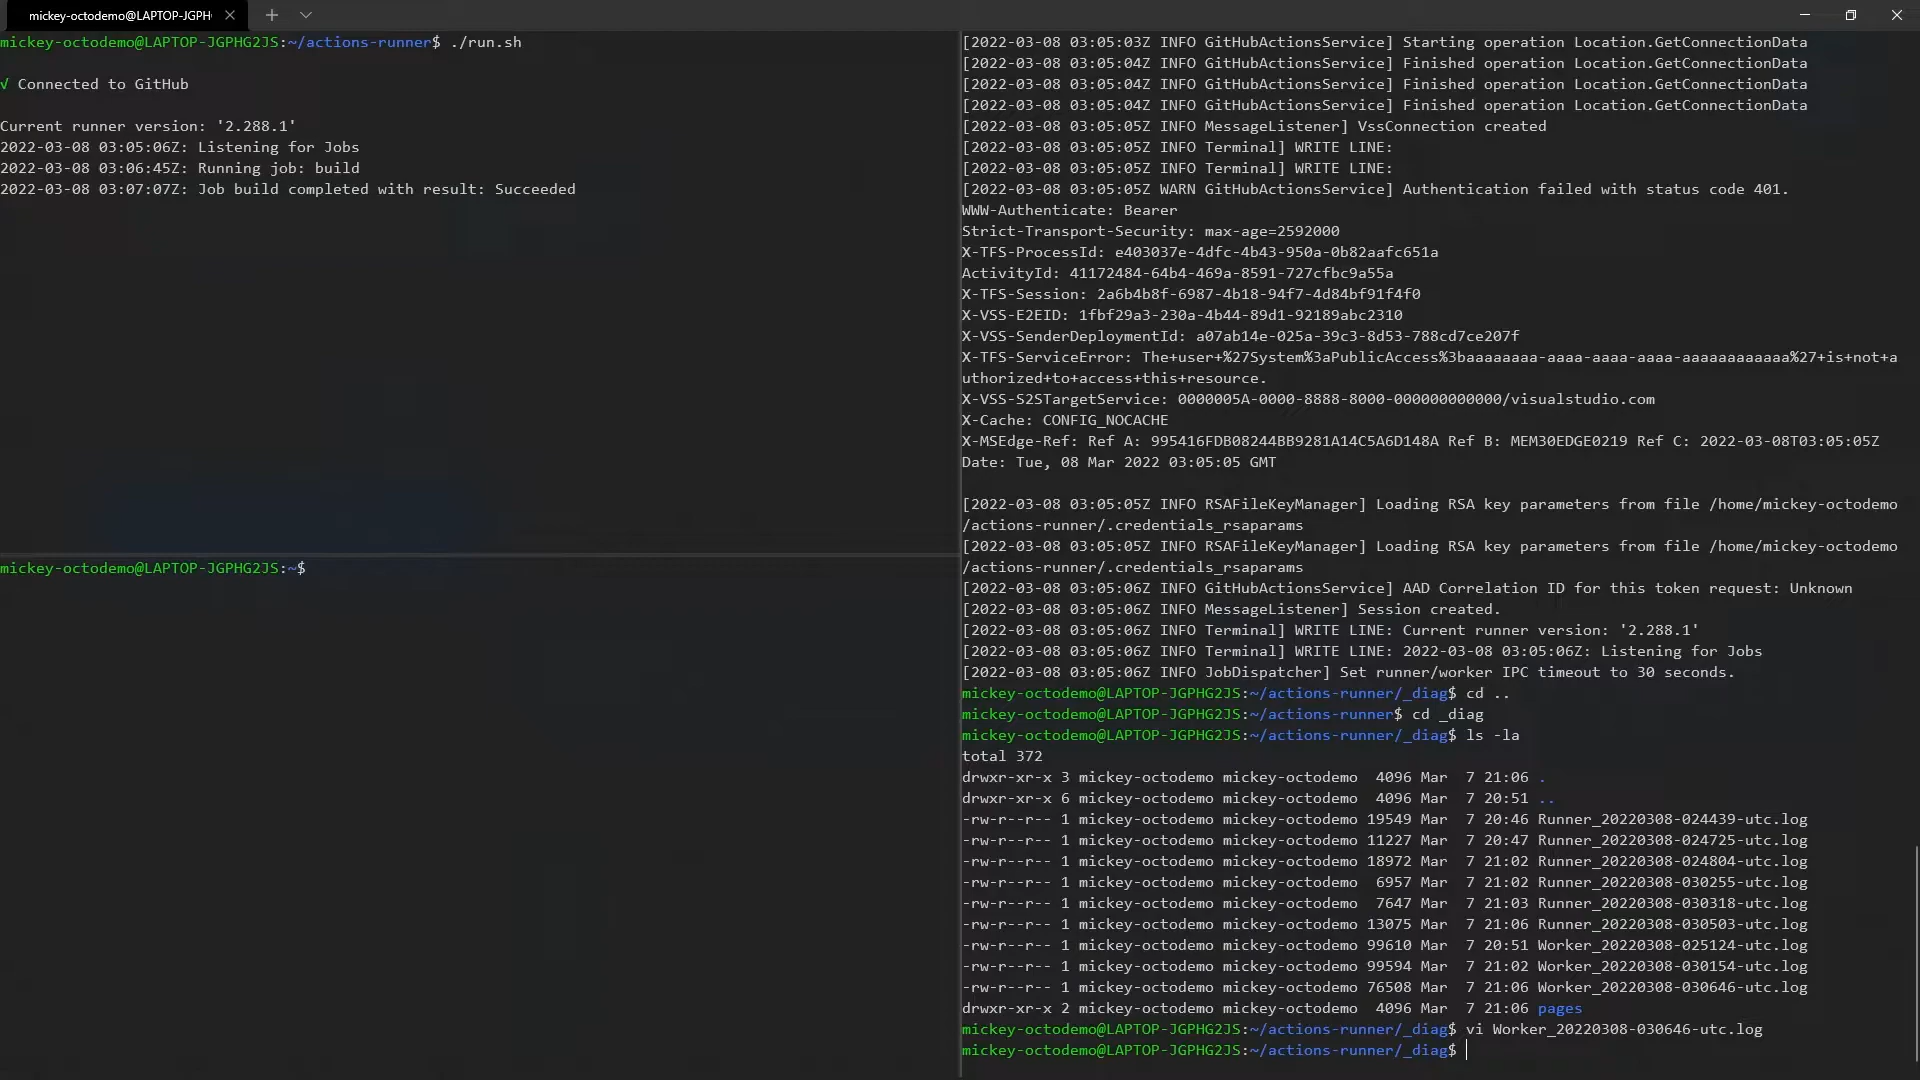 mickey-octodemo@LAPTOP-JGPH
mickey-octodemo@LAPTOP-JGPHG2JS:~/actions-runner$ ./run.sh
√ Connected to GitHub
Current runner version: '2.288.1'
2022-03-08 03:05:06Z: Listening for Jobs
2022-03-08 03:06:45Z: Running job: build
2022-03-08 03:07:07Z: Job build completed with result: Succeeded
mickey-octodemo@LAPTOP-JGPHG2JS:~$
[2022-03-08 03:05:03Z INFO GitHubActionsService] Starting operation Location.GetConnectionData
[2022-03-08 03:05:04Z INFO GitHubActionsService] Finished operation Location.GetConnectionData
[2022-03-08 03:05:04Z INFO GitHubActionsService] Finished operation Location.GetConnectionData
[2022-03-08 03:05:04Z INFO GitHubActionsService] Finished operation Location.GetConnectionData
[2022-03-08 03:05:05Z INFO MessageListener] VssConnection created
[2022-03-08 03:05:05Z INFO Terminal] WRITE LINE:
[2022-03-08 03:05:05Z INFO Terminal] WRITE LINE:
[2022-03-08 03:05:05Z WARN GitHubActionsService] Authentication failed with status code 401.
WWW-Authenticate: Bearer
Strict-Transport-Security: max-age=2592000
X-TFS-ProcessId: e403037e-4dfc-4b43-950a-0b82aafc651a
ActivityId: 41172484-64b4-469a-8591-727cfbc9a55a
X-TFS-Session: 2a6b4b8f-6987-4b18-94f7-4d84bf91f4f0
X-VSS-E2EID: 1fbf29a3-230a-4b44-89d1-92189abc2310
X-VSS-SenderDeploymentId: a07ab14e-025a-39c3-8d53-788cd7ce207f
X-TFS-ServiceError: The+user+%27System%3aPublicAccess%3baaaaaaaa-aaaa-aaaa-aaaa-aaaaaaaaaaaa%27+is+not+a
uthorized+to+access+this+resource.
X-VSS-S2STargetService: 0000005A-0000-8888-8000-000000000000/visualstudio.com
X-Cache: CONFIG_NOCACHE
X-MSEdge-Ref: Ref A: 995416FDB08244BB9281A14C5A6D148A Ref B: MEM30EDGE0219 Ref C: 2022-03-08T03:05:05Z
Date: Tue, 08 Mar 2022 03:05:05 GMT
[2022-03-08 03:05:05Z INFO RSAFileKeyManager] Loading RSA key parameters from file /home/mickey-octodemo
/actions-runner/.credentials_rsaparams
[2022-03-08 03:05:05Z INFO RSAFileKeyManager] Loading RSA key parameters from file /home/mickey-octodemo
/actions-runner/.credentials_rsaparams
[2022-03-08 03:05:06Z INFO GitHubActionsService] AAD Correlation ID for this token request: Unknown
[2022-03-08 03:05:06Z INFO MessageListener] Session created.
[2022-03-08 03:05:06Z INFO Terminal] WRITE LINE: Current runner version: '2.288.1'
[2022-03-08 03:05:06Z INFO Terminal] WRITE LINE: 2022-03-08 03:05:06Z: Listening for Jobs
[2022-03-08 03:05:06Z INFO JobDispatcher] Set runner/worker IPC timeout to 30 seconds.
mickey-octodemo@LAPTOP-JGPHG2JS:~/actions-runner/_diag$ cd ..
mickey-octodemo@LAPTOP-JGPHG2JS:~/actions-runner$ cd _diag
mickey-octodemo@LAPTOP-JGPHG2JS:~/actions-runner/_diag$ ls -la
total 372
drwxr-xr-x 3 mickey-octodemo mickey-octodemo  4096 Mar  7 21:06 .
drwxr-xr-x 6 mickey-octodemo mickey-octodemo  4096 Mar  7 20:51 ..
-rw-r--r-- 1 mickey-octodemo mickey-octodemo 19549 Mar  7 20:46 Runner_20220308-024439-utc.log
-rw-r--r-- 1 mickey-octodemo mickey-octodemo 11227 Mar  7 20:47 Runner_20220308-024725-utc.log
-rw-r--r-- 1 mickey-octodemo mickey-octodemo 18972 Mar  7 21:02 Runner_20220308-024804-utc.log
-rw-r--r-- 1 mickey-octodemo mickey-octodemo  6957 Mar  7 21:02 Runner_20220308-030255-utc.log
-rw-r--r-- 1 mickey-octodemo mickey-octodemo  7647 Mar  7 21:03 Runner_20220308-030318-utc.log
-rw-r--r-- 1 mickey-octodemo mickey-octodemo 13075 Mar  7 21:06 Runner_20220308-030503-utc.log
-rw-r--r-- 1 mickey-octodemo mickey-octodemo 99610 Mar  7 20:51 Worker_20220308-025124-utc.log
-rw-r--r-- 1 mickey-octodemo mickey-octodemo 99594 Mar  7 21:02 Worker_20220308-030154-utc.log
-rw-r--r-- 1 mickey-octodemo mickey-octodemo 76508 Mar  7 21:06 Worker_20220308-030646-utc.log
drwxr-xr-x 2 mickey-octodemo mickey-octodemo  4096 Mar  7 21:06 pages
mickey-octodemo@LAPTOP-JGPHG2JS:~/actions-runner/_diag$ vi Worker_20220308-030646-utc.log
mickey-octodemo@LAPTOP-JGPHG2JS:~/actions-runner/_diag$